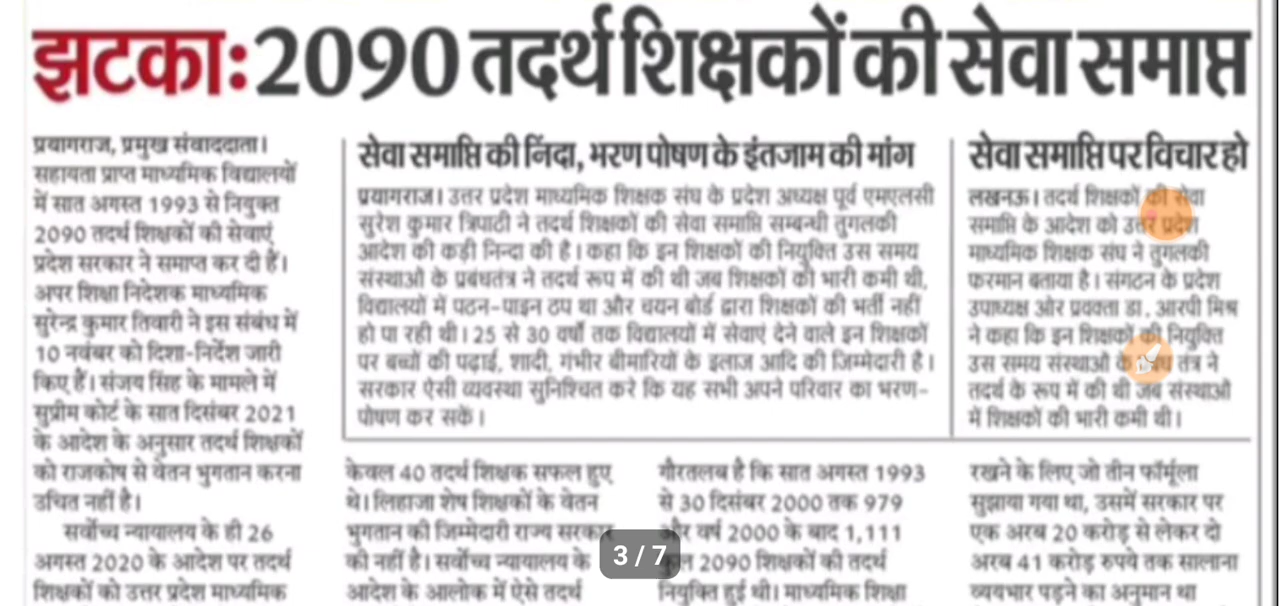 झटका: 2090 तदर्थ शिक्षकों की सेवा समाप्त
प्रयागराज, प्रमुख संवाददाता।
सहायता प्राप्त माध्यमिक विद्यालयों
में सात अगस्त 1993 से नियुक्त
2090 तदर्थ शिक्षकों की सेवाएं
प्रदेश सरकार ने समाप्त कर दी हैं।
अपर शिक्षा निदेशक माध्यमिक
सुरेन्द्र कुमार तिवारी ने इस संबंध में
10 नवंबर को दिशा-निर्देश जारी
किए हैं। संजय सिंह के मामले में
सुप्रीम कोर्ट के सात दिसंबर 2021
के आदेश के अनुसार तदर्थ शिक्षकों
को राजकोष से वेतन भुगतान करना
उचित नहीं है।
सर्वोच्च न्यायालय के ही 26
अगस्त 2020 के आदेश पर तदर्थ
शिक्षकों को उत्तर प्रदेश माध्यमिक
सेवा समाप्ति की निंदा, भरण पोषण के इंतजाम की मांग
प्रयागराज। उत्तर प्रदेश माध्यमिक शिक्षक संघ के प्रदेश अध्यक्ष पूर्व एमएलसी
सुरेश कुमार त्रिपाठी ने तदर्थ शिक्षकों की सेवा समाप्ति सम्बन्धी तुगलकी
आदेश की कड़ी निन्दा की है। कहा कि इन शिक्षकों की नियुक्ति उस समय
संस्थाओं के प्रबंधतंत्र ने तदर्थ रूप में की थी जब शिक्षकों की भारी कमी थी,
विद्यालयों में पठन-पाइन ठप था और चयन बोर्ड द्वारा शिक्षकों की भर्ती नहीं
हो पा रही थी। 25 से 30 वर्षों तक विद्यालयों में सेवाएं देने वाले इन शिक्षकों
पर बच्चों की पढ़ाई, शादी, गंभीर बीमारियों के इलाज आदि की जिम्मेदारी है।
सरकार ऐसी व्यवस्था सुनिश्चित करे कि यह सभी अपने परिवार का भरण-
पोषण कर सकें।
सेवा समाप्ति पर विचार हो
लखनऊ। तदर्थ शिक्षकों की सेवा
समाप्ति के आदेश को उत्तर प्रदेश
माध्यमिक शिक्षक संघ ने तुगलकी
फरमान बताया है। संगठन के प्रदेश
उपाध्यक्ष ओर प्रवक्ता डा. आरपी मिश्र
ने कहा कि इन शिक्षकों की नियुक्ति
उस समय संस्थाओं के तंत्र ने
तदर्थ के रूप में की थी जब संस्थाओं
में शिक्षकों की भारी कमी थी।
केवल 40 तदर्थ शिक्षक सफल हुए
थे। लिहाजा शेष शिक्षकों के वेतन
भुगतान की जिम्मेदारी राज्य सरकार
की नहीं है। सर्वोच्च न्यायालय के
आदेश के आलोक में ऐसे तदर्थ
गौरतलब है कि सात अगस्त 1993
से 30 दिसंबर 2000 तक 979
और वर्ष 2000 के बाद 1,111
2090 शिक्षकों की तदर्थ
नियुक्ति हुई थी। माध्यमिक शिक्षा
रखने के लिए जो तीन फॉर्मूला
सुझाया गया था, उसमें सरकार पर
एक अरब 20 करोड़ से लेकर दो
अरब 41 करोड़ रुपये तक सालाना
व्ययभार पड़ने का अनुमान था
3 / 7